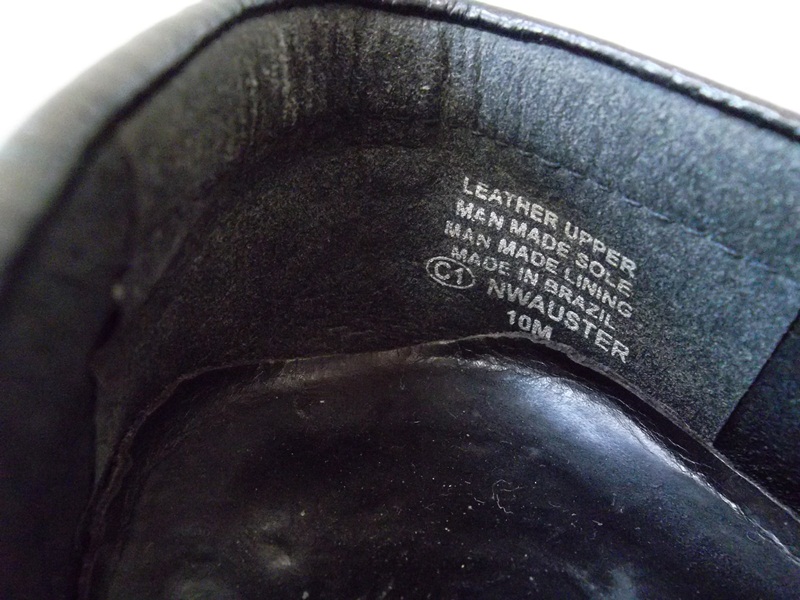 LEATHER UPPER
MAN MADE SOLE
MAN MADE LINING
MADE IN BRAZIL
C1 NWAUSTER
10M